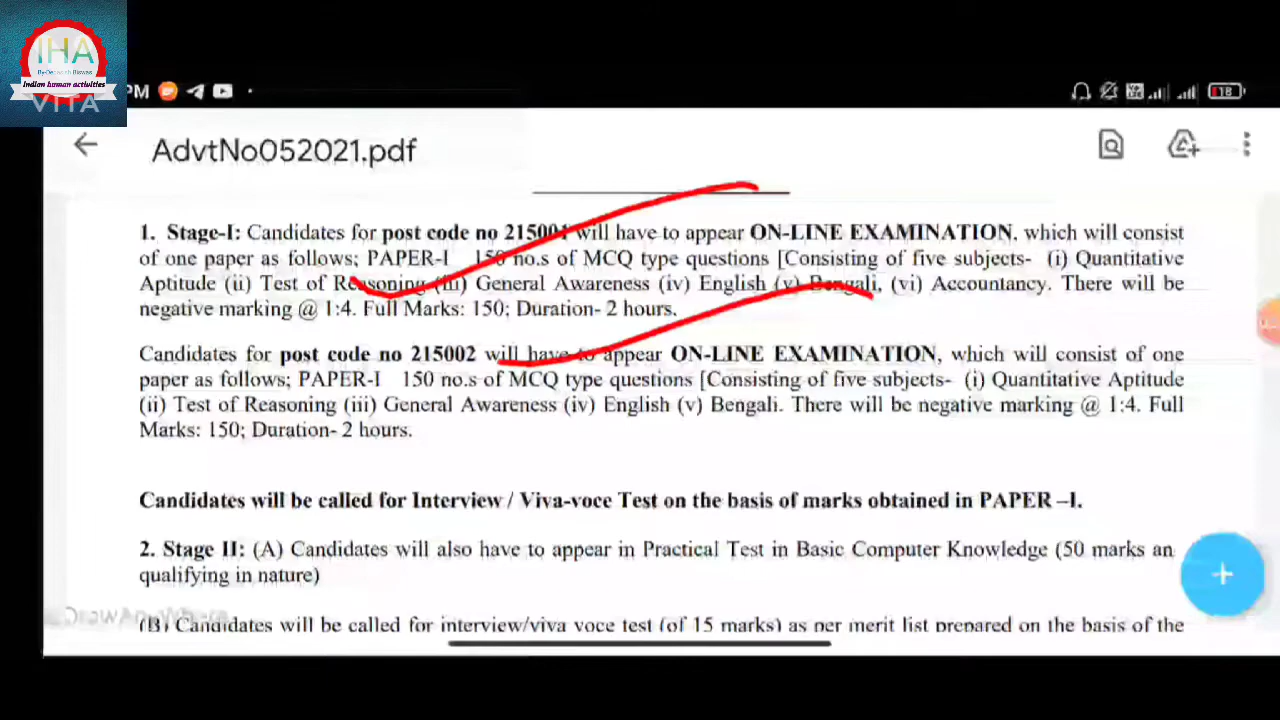 IHA
By-Debasish Biswas
Indian human activities
VITA
PM
18
AdvtNo052021.pdf
1. Stage-I: Candidates for post code no 215001 will have to appear ON-LINE EXAMINATION, which will consist
of one paper as follows; PAPER-I 150 no.s of MCQ type questions [Consisting of five subjects- (i) Quantitative
Aptitude (ii) Test of Reasoning (iii) General Awareness (iv) English (v) Bengali, (vi) Accountancy. There will be
negative marking @ 1:4. Full Marks: 150; Duration- 2 hours.
Candidates for post code no 215002 will have to appear ON-LINE EXAMINATION, which will consist of one
paper as follows; PAPER-I 150 no.s of MCQ type questions [Consisting of five subjects- (i) Quantitative Aptitude
(ii) Test of Reasoning (iii) General Awareness (iv) English (v) Bengali. There will be negative marking @ 1:4. Full
Marks: 150; Duration- 2 hours.
Candidates will be called for Interview / Viva-voce Test on the basis of marks obtained in PAPER –I.
2. Stage II: (A) Candidates will also have to appear in Practical Test in Basic Computer Knowledge (50 marks an
qualifying in nature)
(B) Candidates will be called for interview/viva voce test (of 15 marks) as per merit list prepared on the basis of the